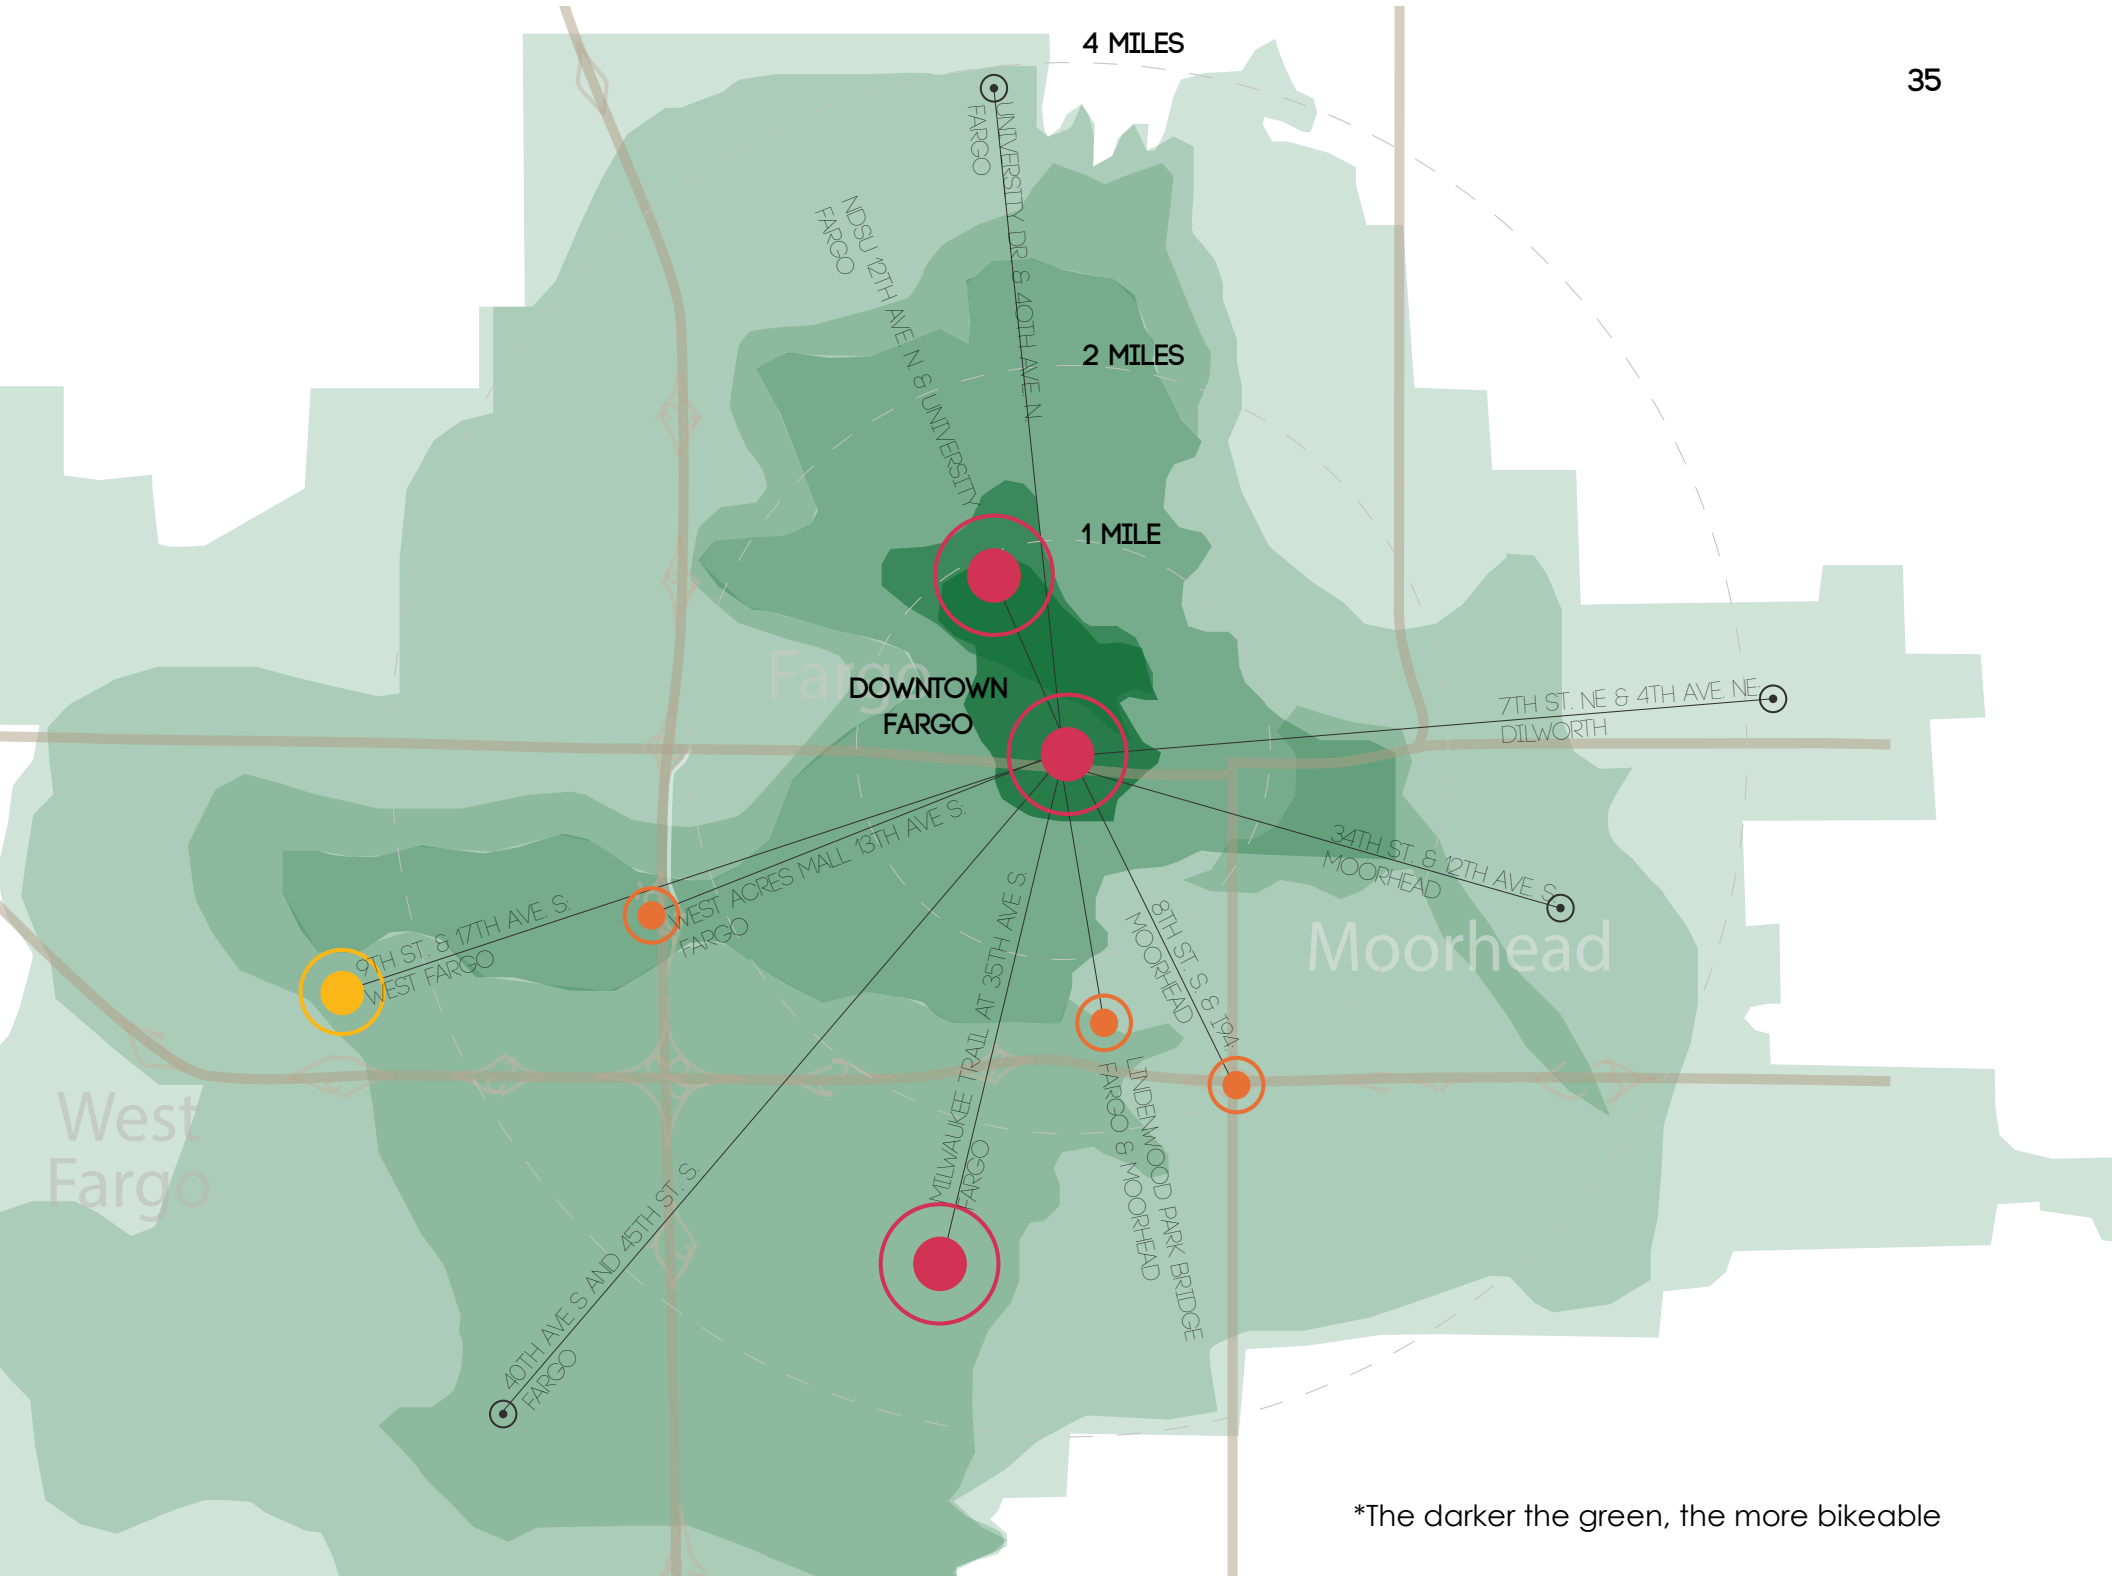 4 MILES
35
UNIVERSITY DR & 40TH AVE. N
FARGO
NDSU 12TH AVE. N. & UNIVERSITY
FARGO
2 MILES
1 MILE
Fargo
DOWNTOWN
FARGO
7TH ST. NE & 4TH AVE. NE:
DILWORTH
WEST ACRES MALL 13TH AVE S:
FARGO
34TH ST. & 12TH AVE. S.
MOORHEAD
Moorhead
9TH ST. & 17TH AVE. S:
WEST FARGO
MILWAUKEE TRAIL AT 35TH AVE S:
FARGO
8TH ST. S. & I94:
MOORHEAD
LINDENWOOD PARK BRIDGE
FARGO & MOORHEAD
West
Fargo
40TH AVE S AND 45TH ST. S.
FARGO
*The darker the green, the more bikeable